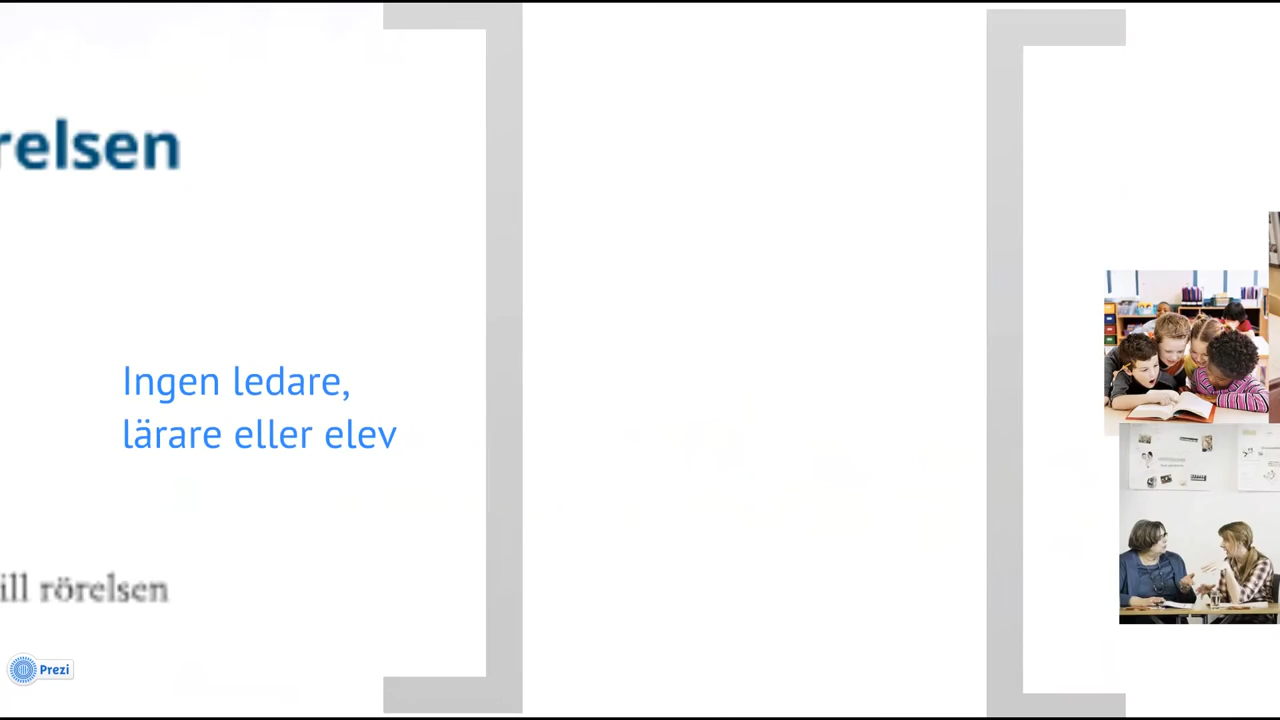 relsen
Ingen ledare,
lärare eller elev
ill rörelsen
Prezi